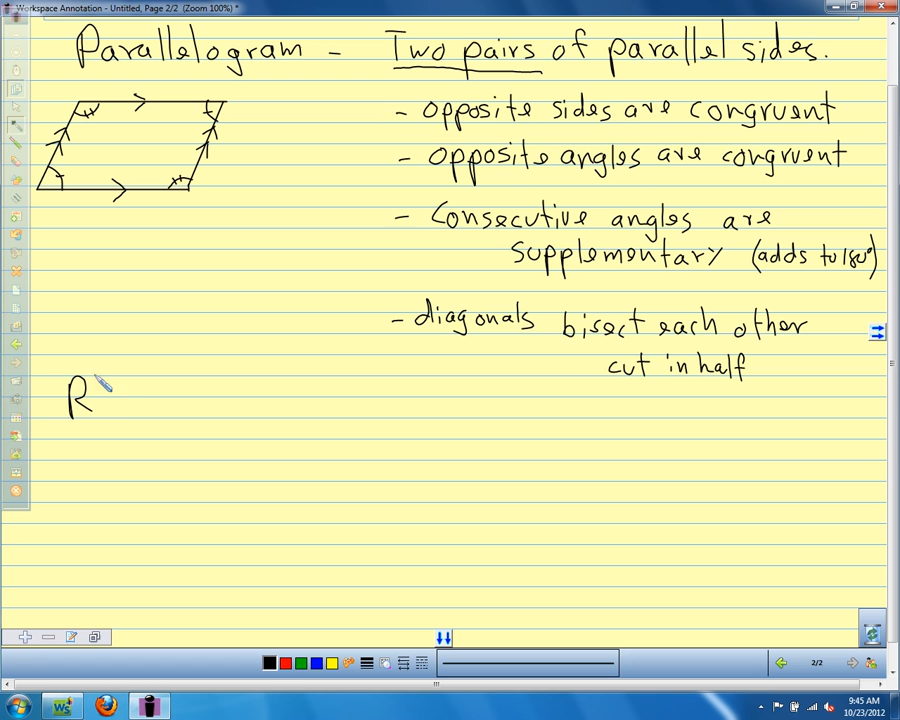 Workspace Annotation - Untitled, Page 2/2 (Zoom 100%) *
Parallelogram - Two pairs of parallel sides.
- opposite sides are congruent
- opposite angles are congruent
- Consecutive angles are
supplementary (adds to 180°)
- diagonals bisect each other
cut in half
R
2/2
9:45 AM
10/23/2012